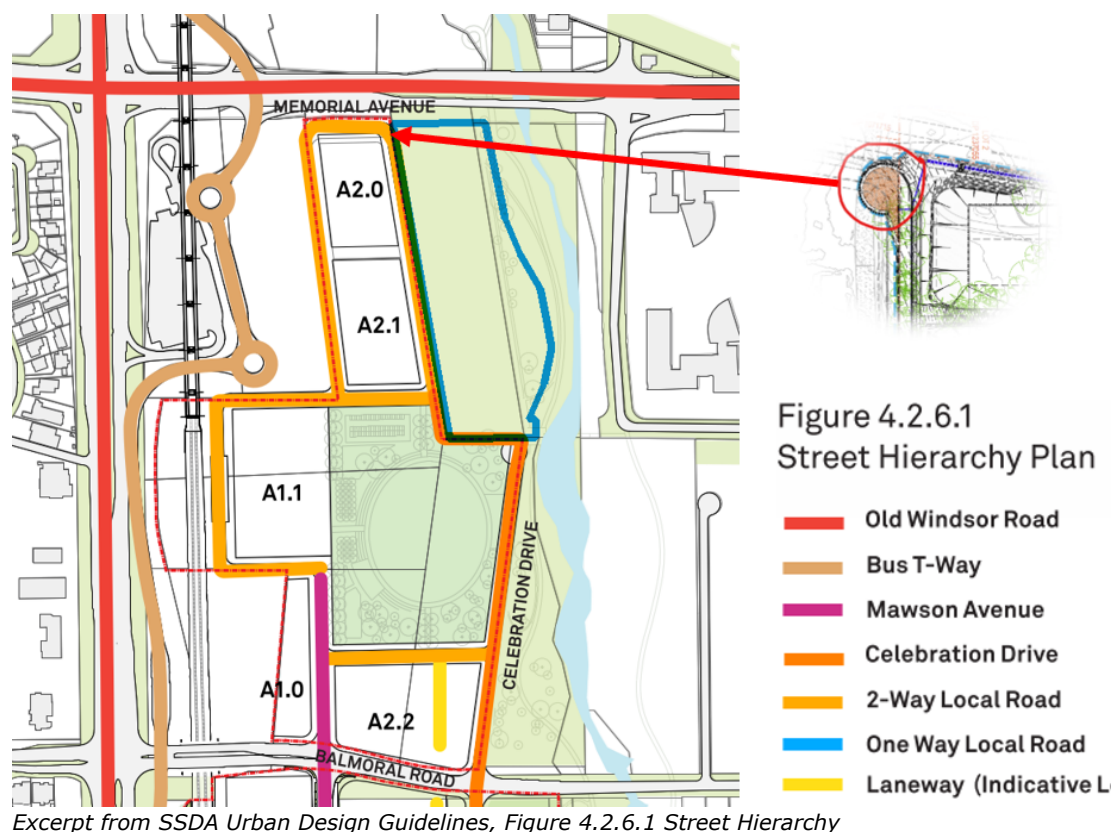 MEMORIAL AVENUE
A2.0
A2.1
A1.1
CELEBRATION DRIVE
A1.0
A2.2
BALMORAL ROAD
Figure 4.2.6.1
Street Hierarchy Plan
Old Windsor Road
Bus T-Way
Mawson Avenue
Celebration Drive
2-Way Local Road
One Way Local Road
Laneway (Indicative Lo
Excerpt from SSDA Urban Design Guidelines, Figure 4.2.6.1 Street Hierarchy